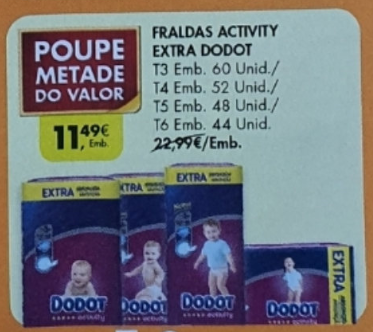 POUPE
METADE
DO VALOR
11,49€
Emb.
FRALDAS ACTIVITY
EXTRA DODOT
T3 Emb. 60 Unid./
T4 Emb. 52 Unid./
T5 Emb. 48 Unid./
T6 Emb. 44 Unid.
22,99€/Emb.
EXTRA
XTRA
EXTRA
EXTRA
DODOT
activity
DODOT
activity
DODOT
activity
DODOT
activity